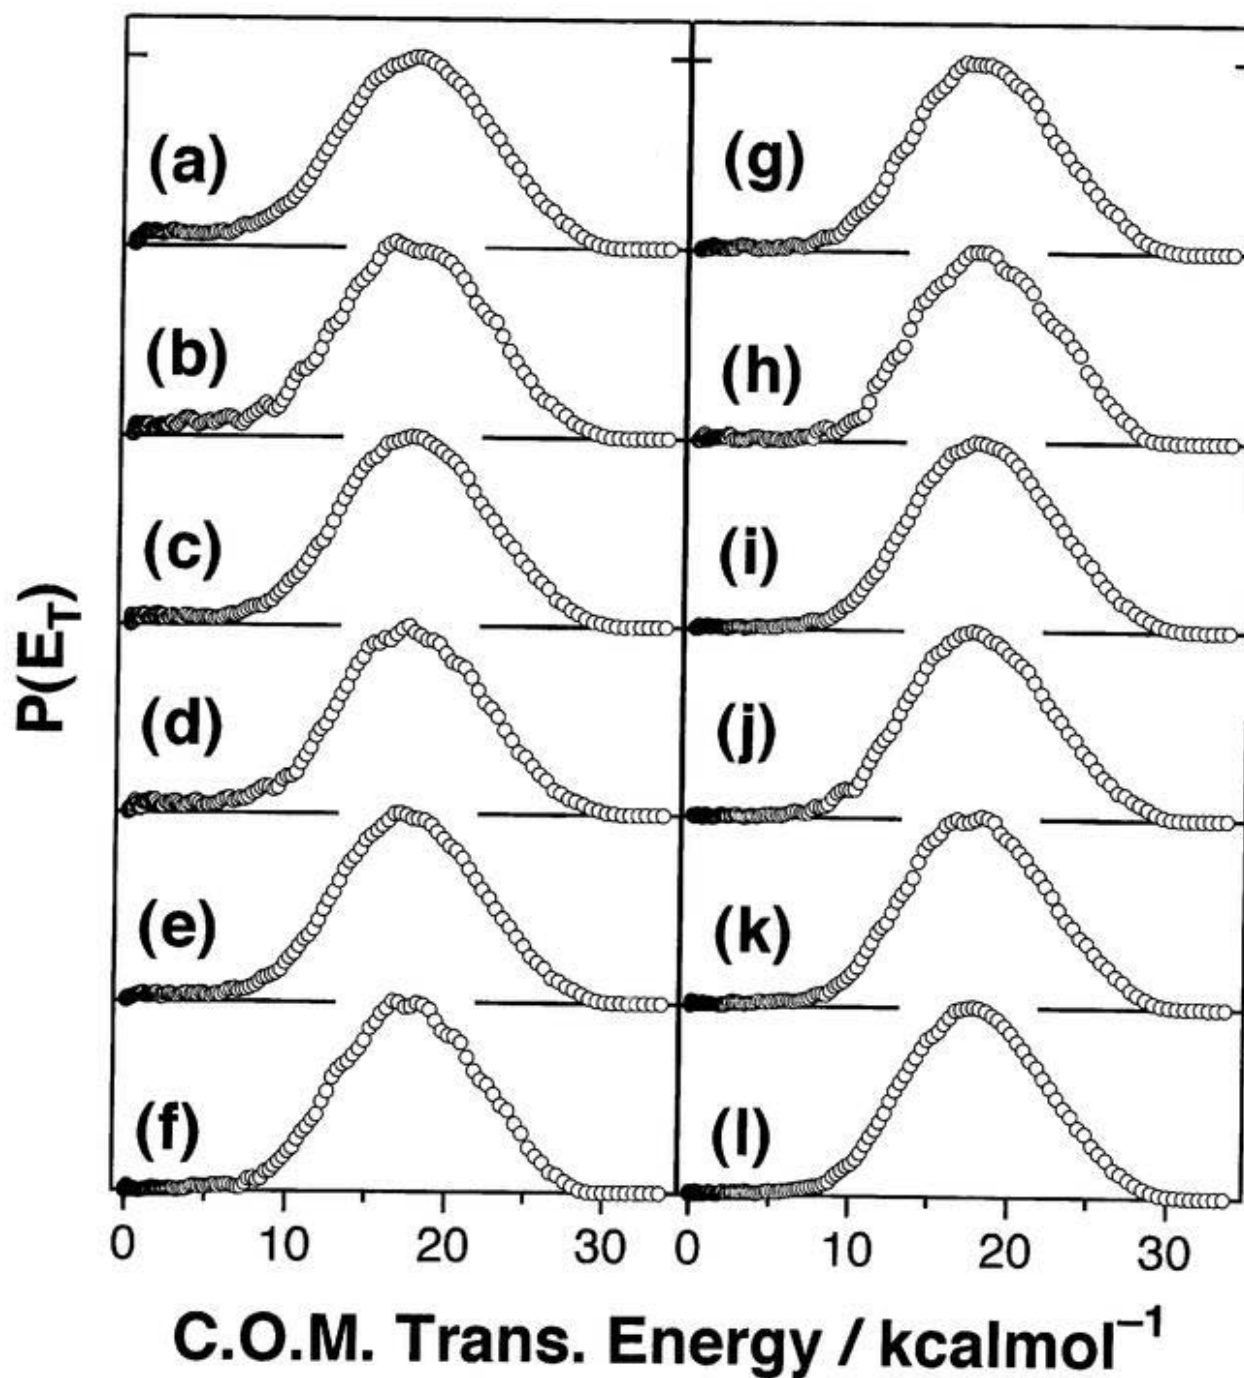 (a)
(b)
(c)
(d)
(e)
(f)
(g)
(h)
(i)
(j)
(k)
(l)
P(E_T)
0 10 20 30 0 10 20 30
C.O.M. Trans. Energy / kcalmol⁻¹